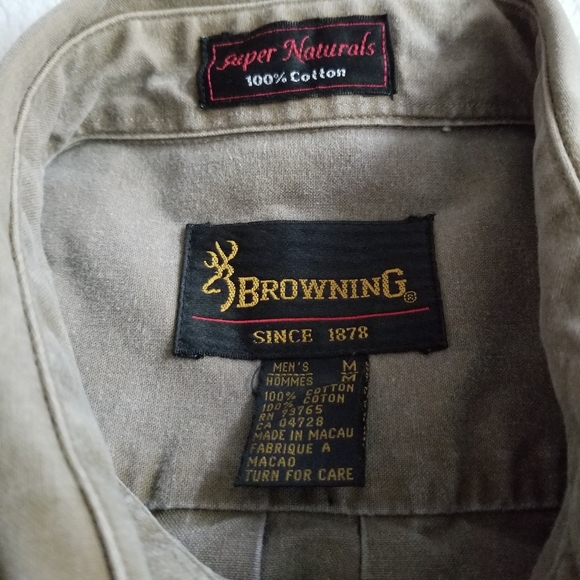 Super Naturals
100% Cotton
BROWNING®
SINCE 1878
MEN'S M
HOMMES M
100% COTTON
100% COTON
RN 73765
CA 04728
MADE IN MACAU
FABRIQUE A
MACAO
TURN FOR CARE